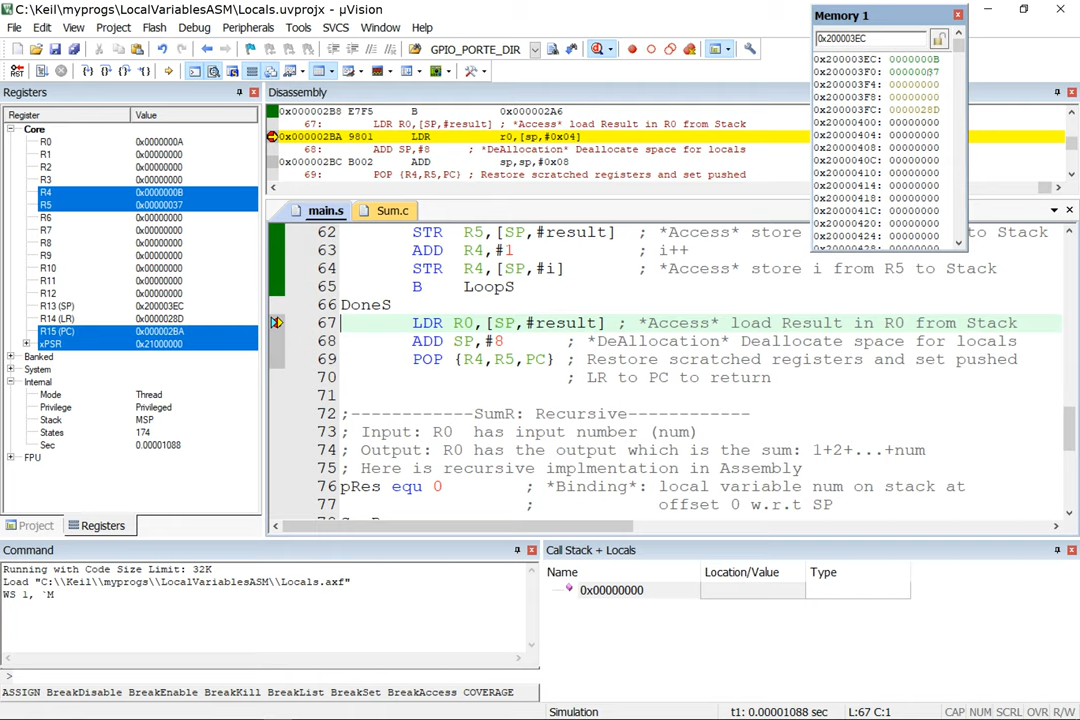 C:\Keil\myprogs\LocalVariablesASM\Locals.uvprojx - µVision
File Edit View Project Flash Debug Peripherals Tools SVCS Window Help
GPIO_PORTE_DIR
Memory 1
0x200003EC
0x200003EC: 0000000B
0x200003F0: 00000037
0x200003F4: 00000000
0x200003F8: 00000000
0x200003FC: 0000028D
0x20000400: 00000000
0x20000404: 00000000
0x20000408: 00000000
0x2000040C: 00000000
0x20000410: 00000000
0x20000414: 00000000
0x20000418: 00000000
0x2000041C: 00000000
0x20000420: 00000000
0x20000424: 00000000
0x20000428: 00000000
Registers
Register Value
Core
R0 0x0000000A
R1 0x00000000
R2 0x00000000
R3 0x00000000
R4 0x0000000B
R5 0x00000037
R6 0x00000000
R7 0x00000000
R8 0x00000000
R9 0x00000000
R10 0x00000000
R11 0x00000000
R12 0x00000000
R13 (SP) 0x200003EC
R14 (LR) 0x0000028D
R15 (PC) 0x000002BA
xPSR 0x21000000
Banked
System
Internal
Mode Thread
Privilege Privileged
Stack MSP
States 174
Sec 0.00001088
FPU
Project Registers
Disassembly
0x000002B8 E7F5 B 0x000002A6
67: LDR R0,[SP,#result] ; *Access* load Result in R0 from Stack
0x000002BA 9801 LDR r0,[sp,#0x04]
68: ADD SP,#8 ; *DeAllocation* Deallocate space for locals
0x000002BC B002 ADD sp,sp,#0x08
69: POP {R4,R5,PC} ; Restore scratched registers and set pushed
main.s Sum.c
62 STR R5,[SP,#result] ; *Access* store to Stack
63 ADD R4,#1 ; i++
64 STR R4,[SP,#i] ; *Access* store i from R5 to Stack
65 B LoopS
66 DoneS
67 LDR R0,[SP,#result] ; *Access* load Result in R0 from Stack
68 ADD SP,#8 ; *DeAllocation* Deallocate space for locals
69 POP {R4,R5,PC} ; Restore scratched registers and set pushed
70 ; LR to PC to return
71
72 ;------------SumR: Recursive------------
73 ; Input: R0 has input number (num)
74 ; Output: R0 has the output which is the sum: 1+2+...+num
75 ; Here is recursive implmentation in Assembly
76 pRes equ 0 ; *Binding*: local variable num on stack at
77 ; offset 0 w.r.t SP
Command
Running with Code Size Limit: 32K
Load "C:\\Keil\\myprogs\\LocalVariablesASM\\Locals.axf"
WS 1, `M
>
ASSIGN BreakDisable BreakEnable BreakKill BreakList BreakSet BreakAccess COVERAGE
Call Stack + Locals
Name Location/Value Type
0x00000000
Simulation t1: 0.00001088 sec L:67 C:1 CAP NUM SCRL OVR R/W